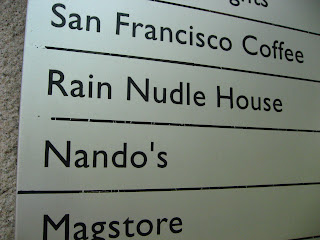 San Francisco Coffee
Rain Nudle House
Nando's
Magstore